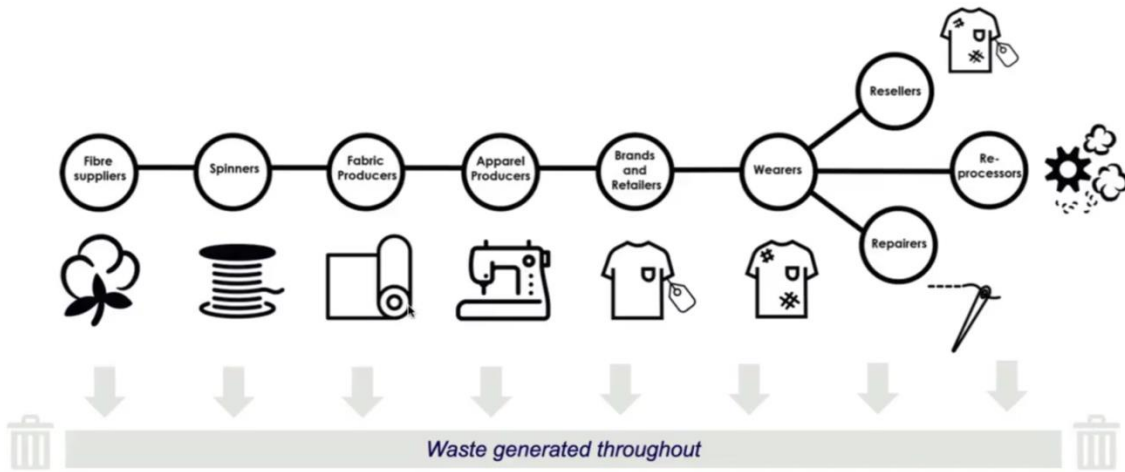 Resellers
Fibre
suppliers
Spinners
Fabric
Producers
Apparel
Producers
Brands
and
Retailers
Wearers
Re-
processors
Repairers
Waste generated throughout